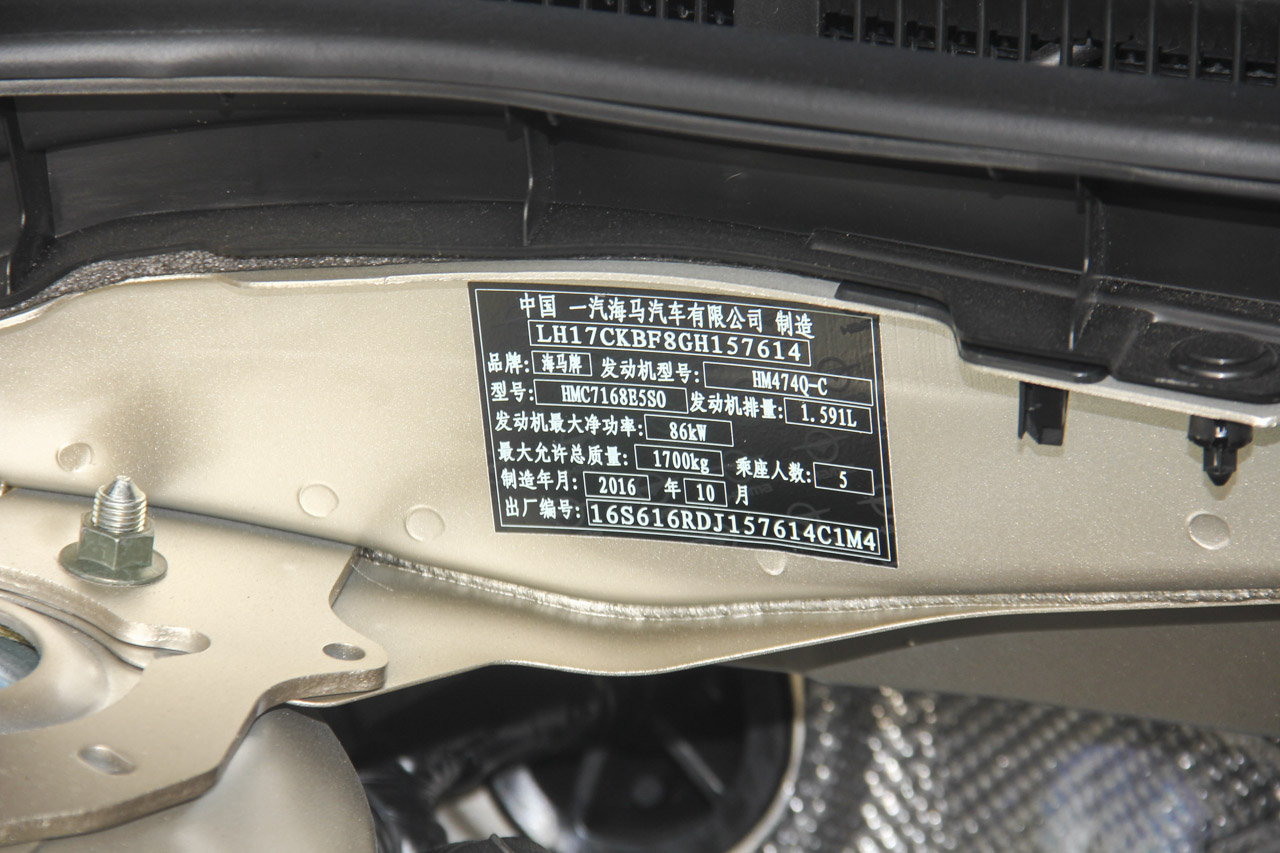 中国 一汽海马汽车有限公司 制造
LH17CKBF8GH157614
品牌: 海马牌 发动机型号: HM474Q-C
型号: HMC7168E5S0 发动机排量: 1.591L
发动机最大净功率: 86kW
最大允许总质量: 1700kg 乘座人数: 5
制造年月: 2016 年 10 月
出厂编号: 16S616RDJ157614C1M4